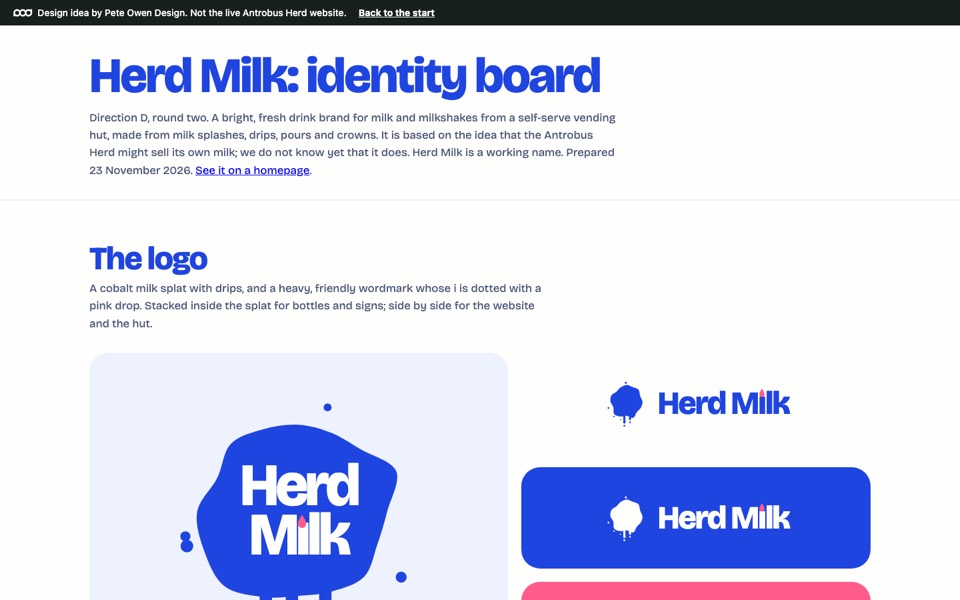 Design idea by Pete Owen Design. Not the live Antrobus Herd website. Back to the start
Herd Milk: identity board
Direction D, round two. A bright, fresh drink brand for milk and milkshakes from a self-serve vending
hut, made from milk splashes, drips, pours and crowns. It is based on the idea that the Antrobus
Herd might sell its own milk; we do not know yet that it does. Herd Milk is a working name. Prepared
23 November 2026. See it on a homepage.
The logo
A cobalt milk splat with drips, and a heavy, friendly wordmark whose i is dotted with a
pink drop. Stacked inside the splat for bottles and signs; side by side for the website
and the hut.
Herd
Milk
Herd Milk
Herd Milk